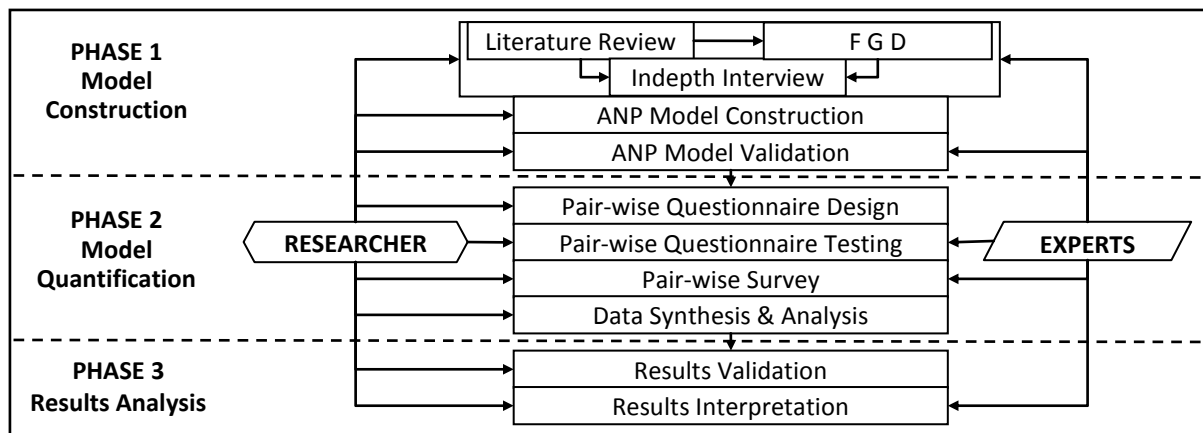 PHASE 1
Model
Construction
Literature Review
F G D
Indepth Interview
ANP Model Construction
ANP Model Validation
PHASE 2
Model
Quantification
RESEARCHER
Pair-wise Questionnaire Design
Pair-wise Questionnaire Testing
Pair-wise Survey
Data Synthesis & Analysis
EXPERTS
PHASE 3
Results Analysis
Results Validation
Results Interpretation